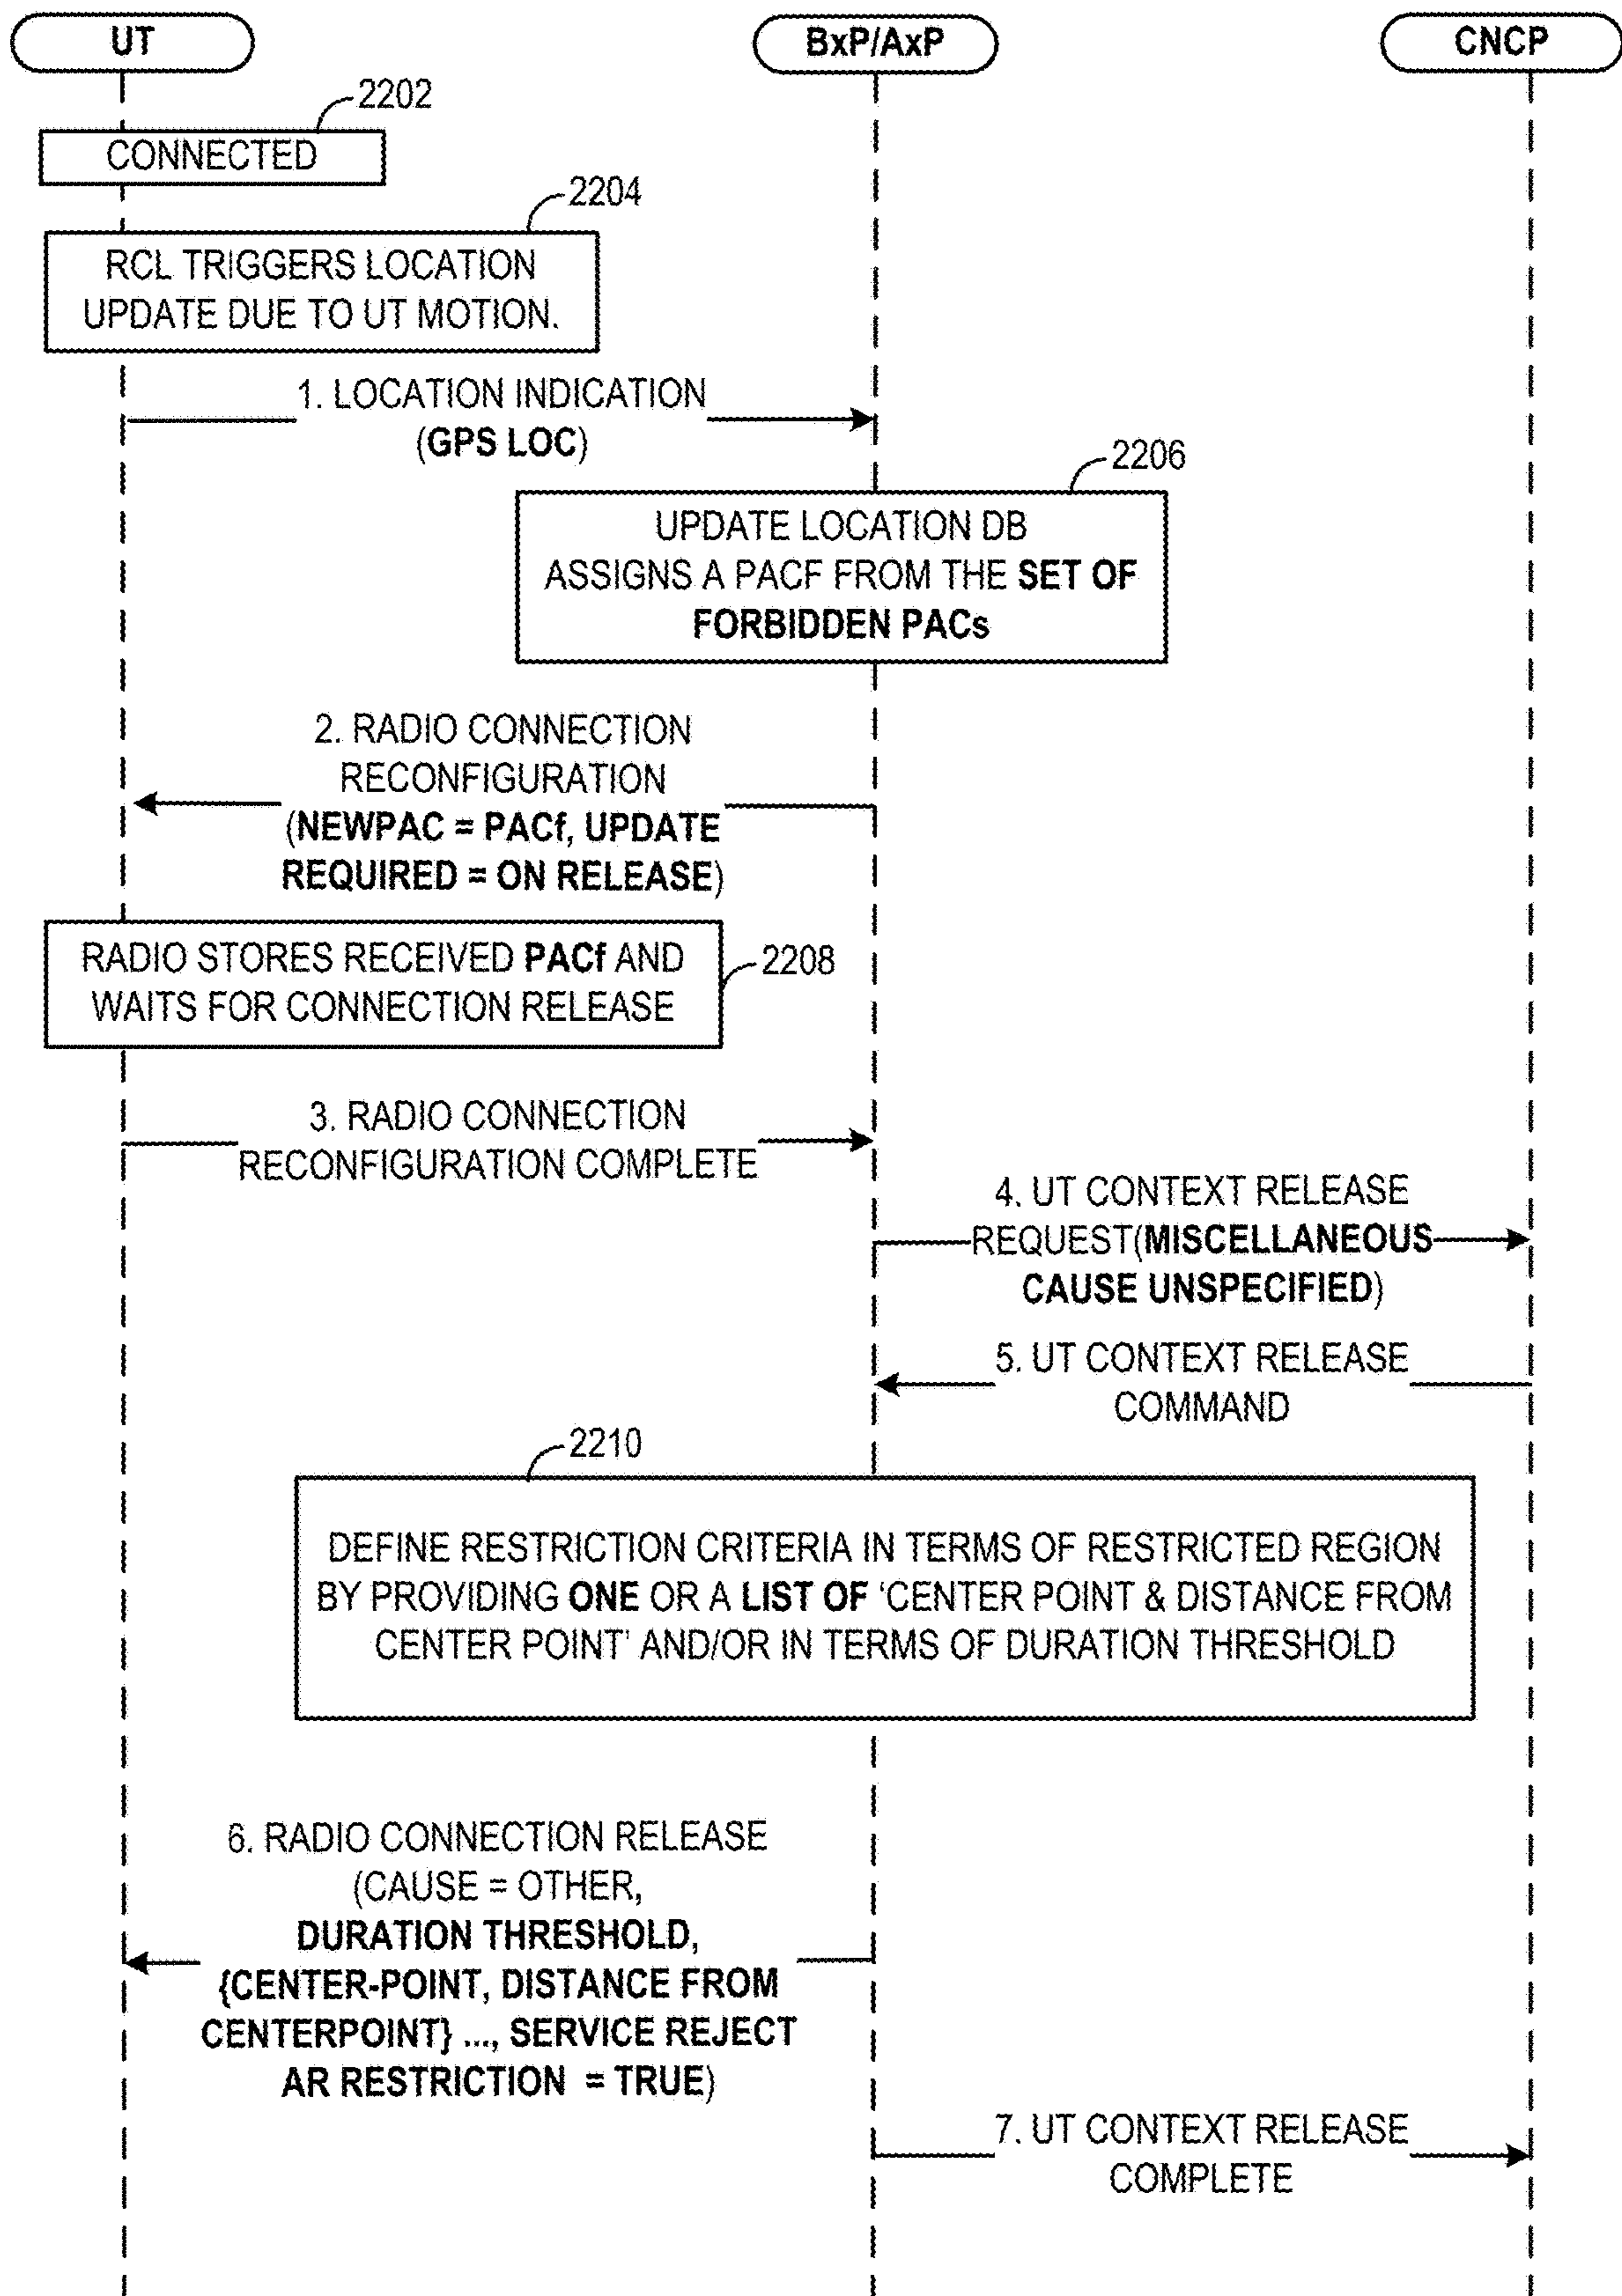 UT
BxP/AxP
CNCP
2202
CONNECTED
2204
RCL TRIGGERS LOCATION
UPDATE DUE TO UT MOTION.
1. LOCATION INDICATION
(GPS LOC)
2206
UPDATE LOCATION DB
ASSIGNS A PACF FROM THE SET OF
FORBIDDEN PACs
2. RADIO CONNECTION
RECONFIGURATION
(NEWPAC = PACf, UPDATE
REQUIRED = ON RELEASE)
RADIO STORES RECEIVED PACf AND
WAITS FOR CONNECTION RELEASE
2208
3. RADIO CONNECTION
RECONFIGURATION COMPLETE
4. UT CONTEXT RELEASE
REQUEST(MISCELLANEOUS
CAUSE UNSPECIFIED)
5. UT CONTEXT RELEASE
COMMAND
2210
DEFINE RESTRICTION CRITERIA IN TERMS OF RESTRICTED REGION
BY PROVIDING ONE OR A LIST OF 'CENTER POINT & DISTANCE FROM
CENTER POINT' AND/OR IN TERMS OF DURATION THRESHOLD
6. RADIO CONNECTION RELEASE
(CAUSE = OTHER,
DURATION THRESHOLD,
{CENTER-POINT, DISTANCE FROM
CENTERPOINT} ..., SERVICE REJECT
AR RESTRICTION = TRUE)
7. UT CONTEXT RELEASE
COMPLETE